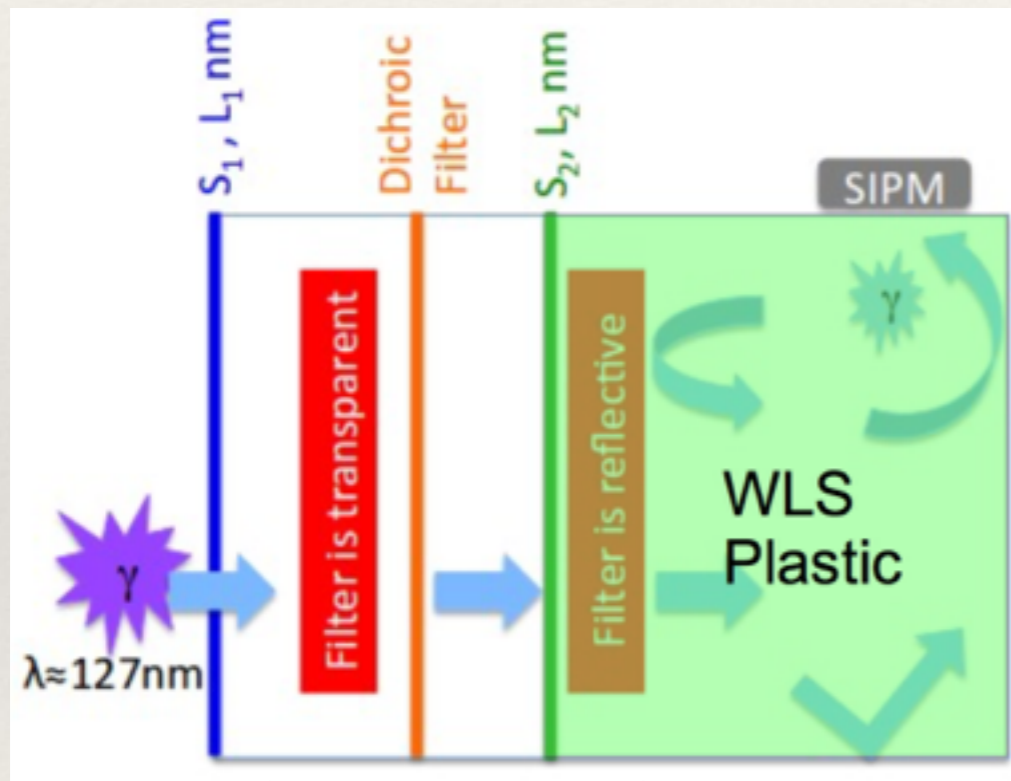 S₁ , L₁ nm
Dichroic
Filter
S₂, L₂ nm
SIPM
Filter is transparent
Filter is reflective
γ
WLS
Plastic
γ
λ≈127nm